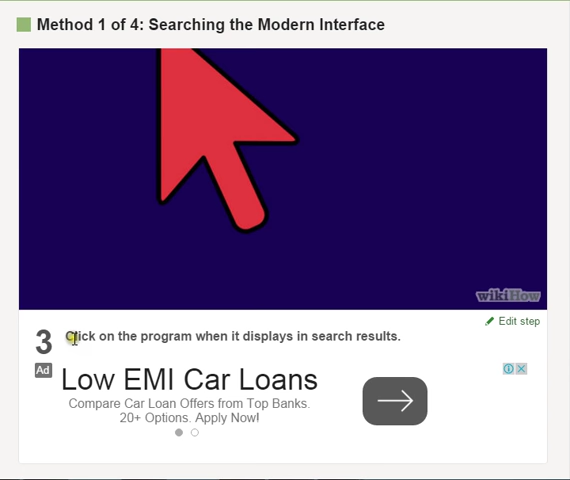 Method 1 of 4: Searching the Modern Interface
wikiHow
Edit step
3
Click on the program when it displays in search results.
Ad
Low EMI Car Loans
Compare Car Loan Offers from Top Banks.
20+ Options. Apply Now!